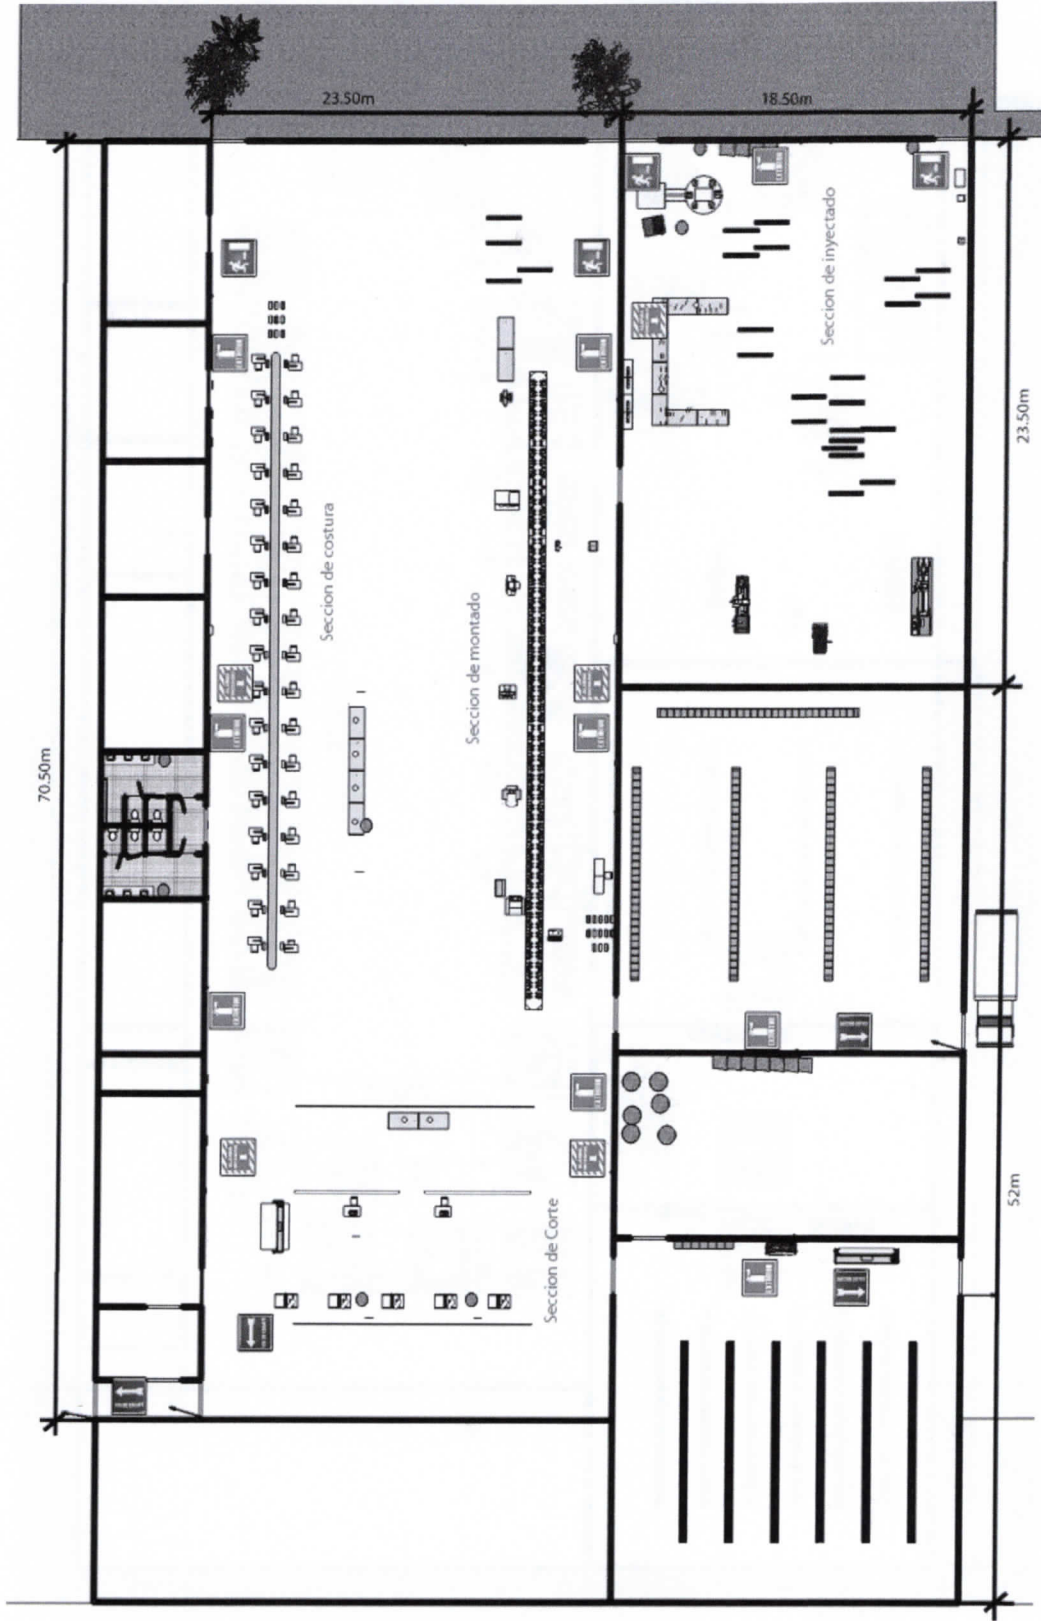 23.50m
18.50m
Seccion de inyectado
23.50m
Seccion de costura
Seccion de montado
70.50m
52m
Seccion de Corte